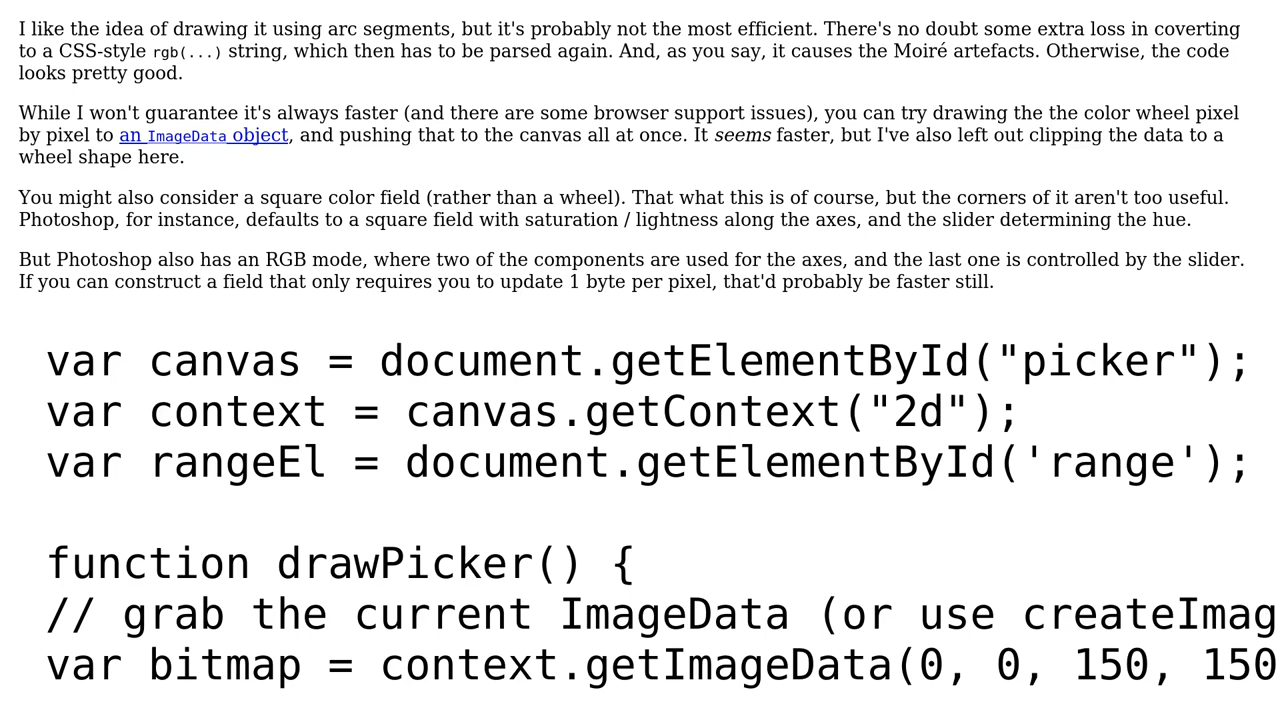 I like the idea of drawing it using arc segments, but it's probably not the most efficient. There's no doubt some extra loss in coverting
to a CSS-style rgb(...) string, which then has to be parsed again. And, as you say, it causes the Moiré artefacts. Otherwise, the code
looks pretty good.
While I won't guarantee it's always faster (and there are some browser support issues), you can try drawing the the color wheel pixel
by pixel to an ImageData object, and pushing that to the canvas all at once. It seems faster, but I've also left out clipping the data to a
wheel shape here.
You might also consider a square color field (rather than a wheel). That what this is of course, but the corners of it aren't too useful.
Photoshop, for instance, defaults to a square field with saturation / lightness along the axes, and the slider determining the hue.
But Photoshop also has an RGB mode, where two of the components are used for the axes, and the last one is controlled by the slider.
If you can construct a field that only requires you to update 1 byte per pixel, that'd probably be faster still.
var canvas = document.getElementById("picker");
var context = canvas.getContext("2d");
var rangeEl = document.getElementById('range');
function drawPicker() {
// grab the current ImageData (or use createImag
var bitmap = context.getImageData(0, 0, 150, 150